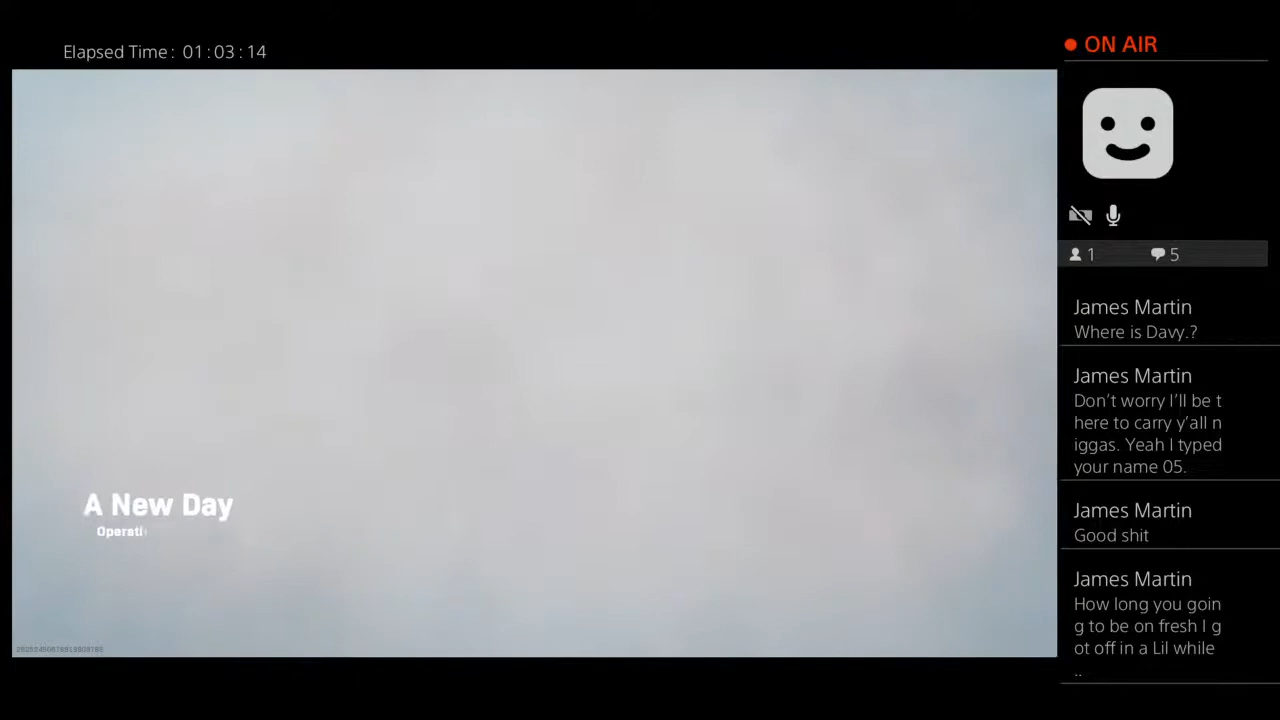 Elapsed Time: 01:03:14
ON AIR
1 5
James Martin
Where is Davy.?
James Martin
Don't worry I'll be t
here to carry y'all n
iggas. Yeah I typed
your name 05.
James Martin
Good shit
James Martin
How long you goin
g to be on fresh I g
ot off in a Lil while
..
A New Day
Operati